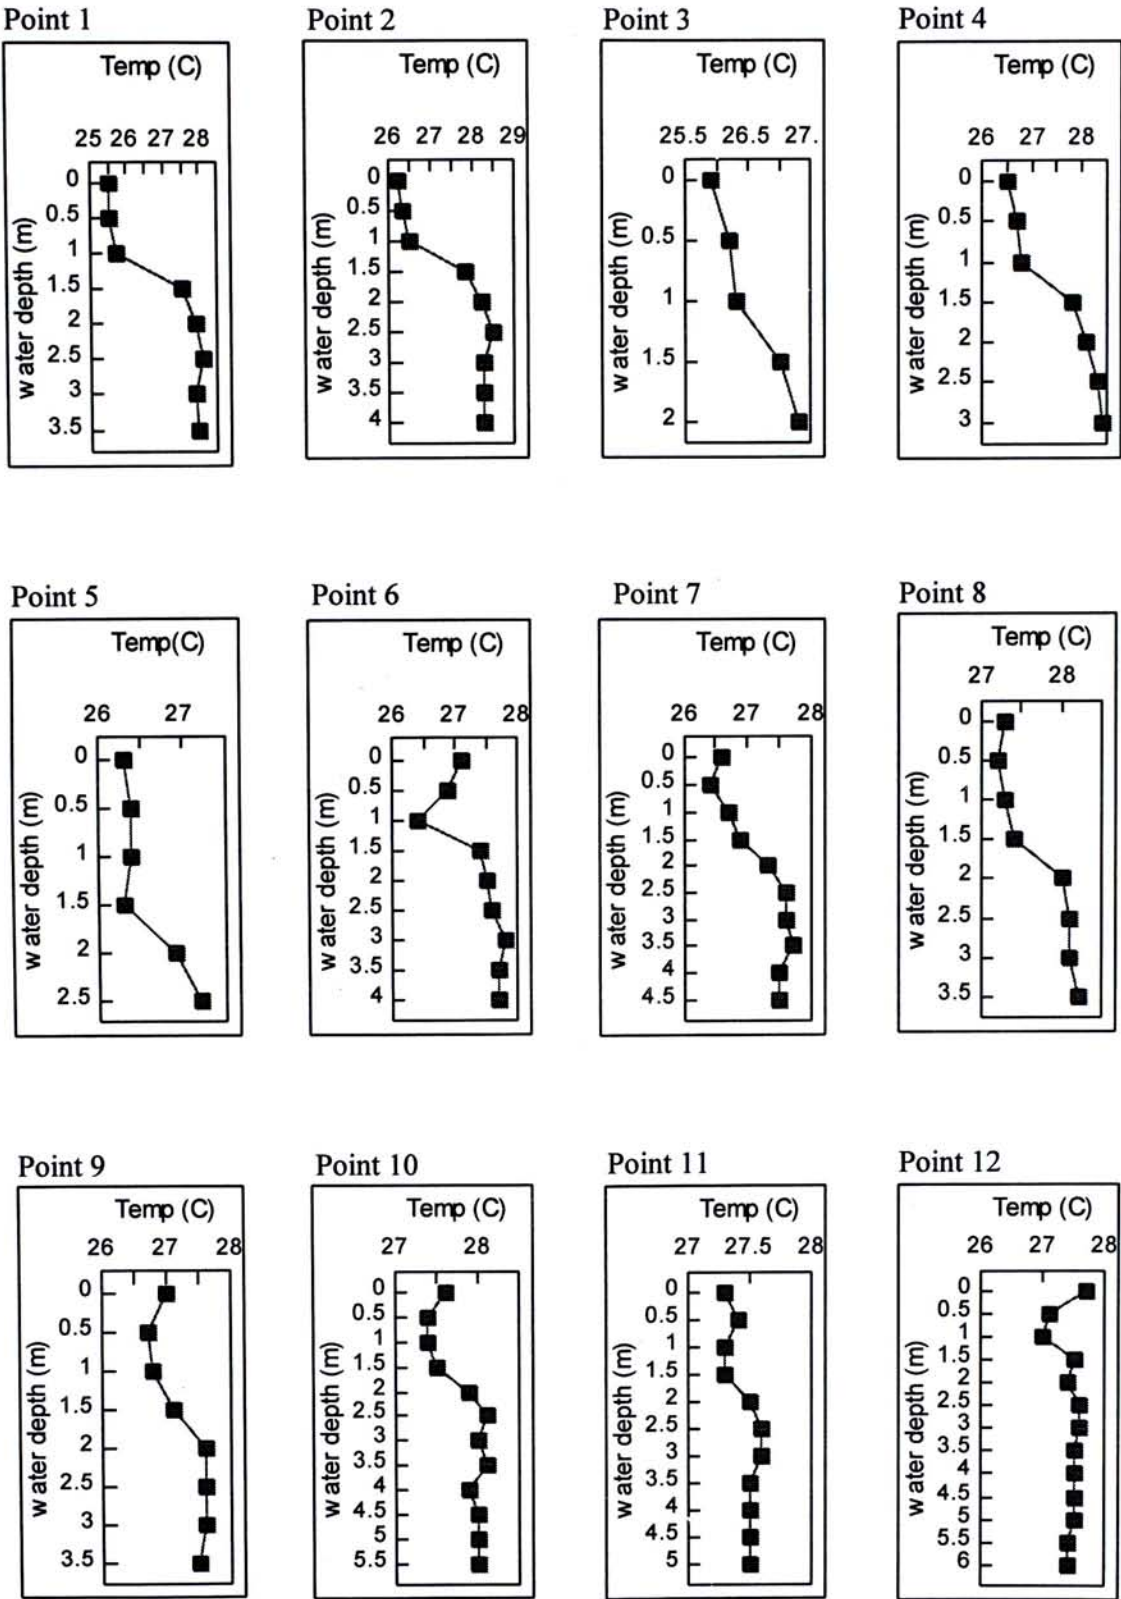 Point 1
Temp (C)
25 26 27 28
water depth (m)
0
0.5
1
1.5
2
2.5
3
3.5
Point 2
Temp (C)
26 27 28 29
water depth (m)
0
0.5
1
1.5
2
2.5
3
3.5
4
Point 3
Temp (C)
25.5 26.5 27.
water depth (m)
0
0.5
1
1.5
2
Point 4
Temp (C)
26 27 28
water depth (m)
0
0.5
1
1.5
2
2.5
3
Point 5
Temp(C)
26 27
water depth (m)
0
0.5
1
1.5
2
2.5
Point 6
Temp (C)
26 27 28
water depth (m)
0
0.5
1
1.5
2
2.5
3
3.5
4
Point 7
Temp (C)
26 27 28
water depth (m)
0
0.5
1
1.5
2
2.5
3
3.5
4
4.5
Point 8
Temp (C)
27 28
water depth (m)
0
0.5
1
1.5
2
2.5
3
3.5
Point 9
Temp (C)
26 27 28
water depth (m)
0
0.5
1
1.5
2
2.5
3
3.5
Point 10
Temp (C)
27 28
water depth (m)
0
0.5
1
1.5
2
2.5
3
3.5
4
4.5
5
5.5
Point 11
Temp (C)
27 27.5 28
water depth (m)
0
0.5
1
1.5
2
2.5
3
3.5
4
4.5
5
Point 12
Temp (C)
26 27 28
water depth (m)
0
0.5
1
1.5
2
2.5
3
3.5
4
4.5
5
5.5
6